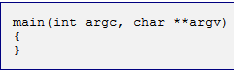 main(int argc, char **argv)
{
}